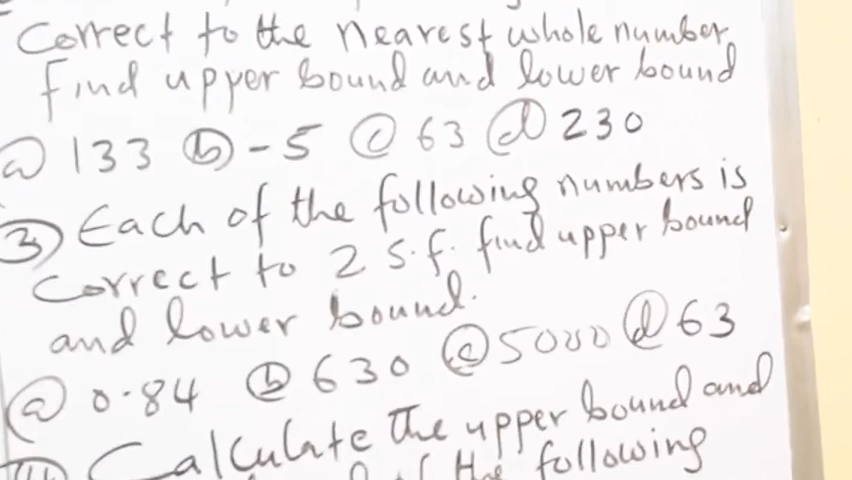 Correct to the nearest whole number
find upper bound and lower bound
a 133 b -5 c 63 d 230
3 Each of the following numbers is
correct to 2 s.f. find upper bound
and lower bound.
a 0.84 b 630 c 5000 d 63
Calculate the upper bound and
of the following